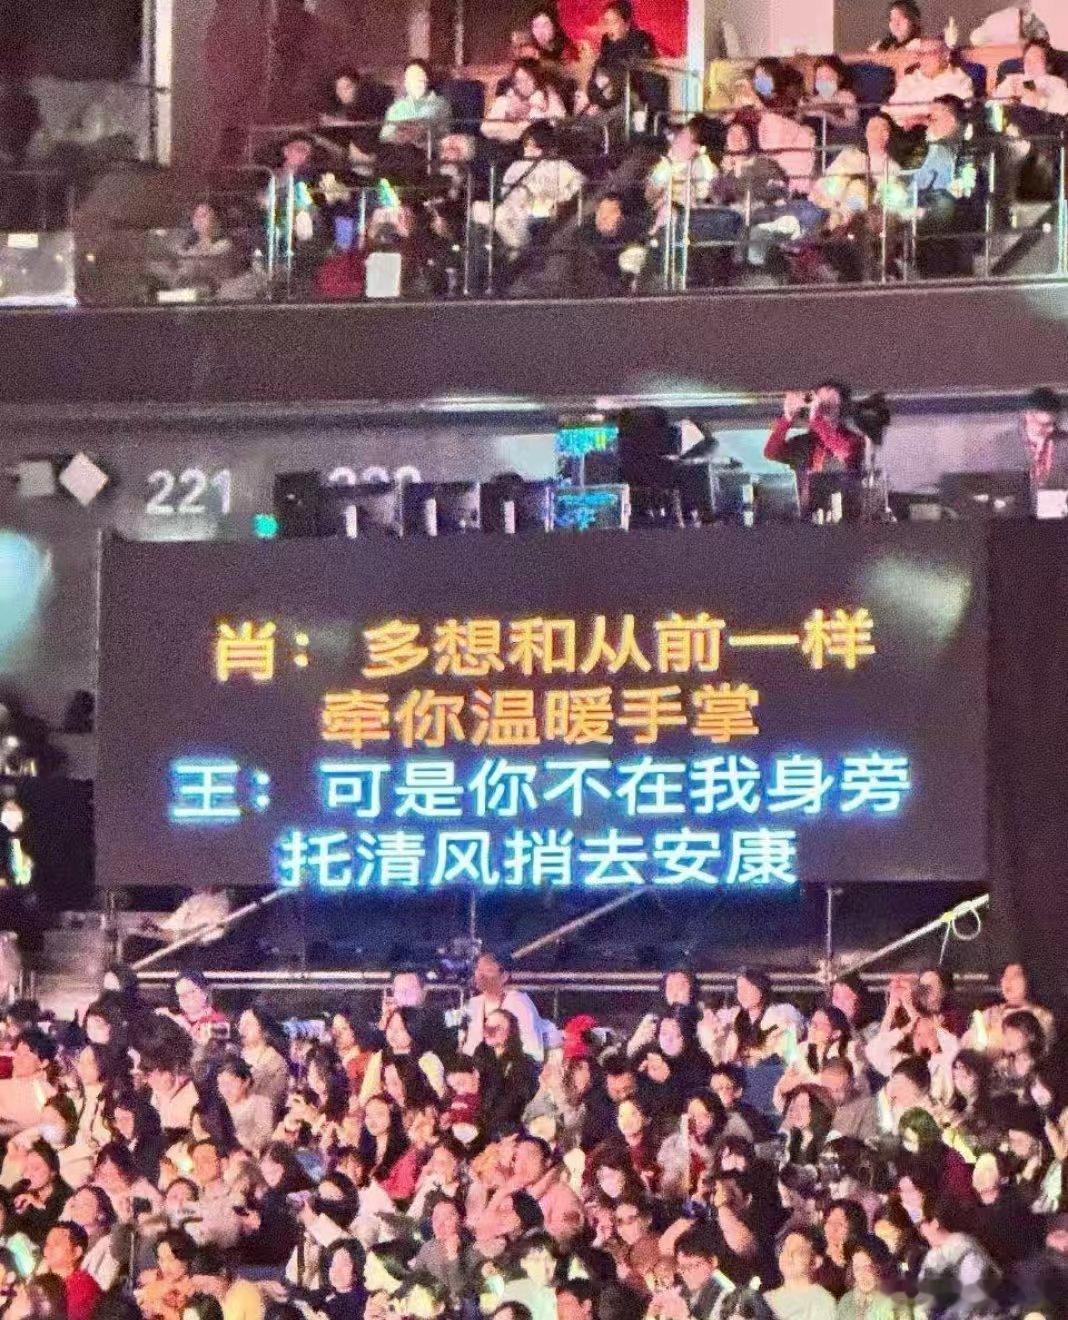 221
肖：多想和从前一样
牵你温暖手掌
王：可是你不在我身旁
托清风捎去安康